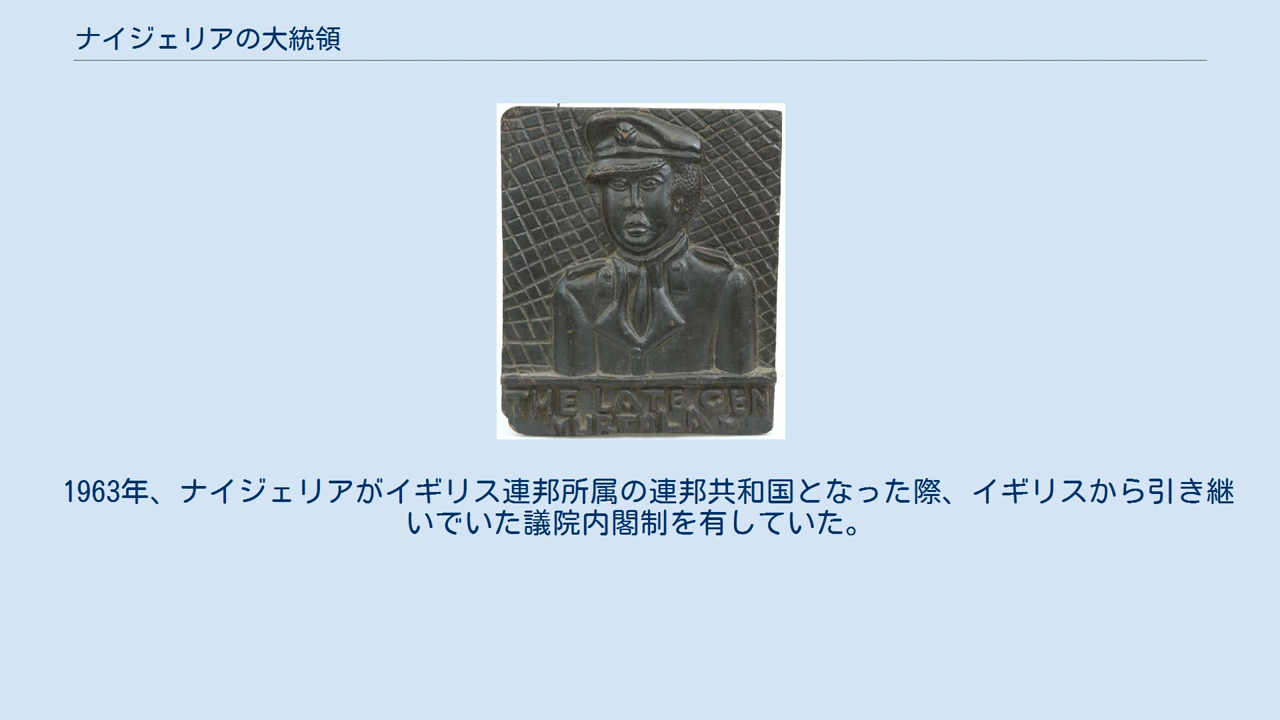 ナイジェリアの大統領
THE LATE GEN
1963年、ナイジェリアがイギリス連邦所属の連邦共和国となった際、イギリスから引き継
いでいた議院内閣制を有していた。